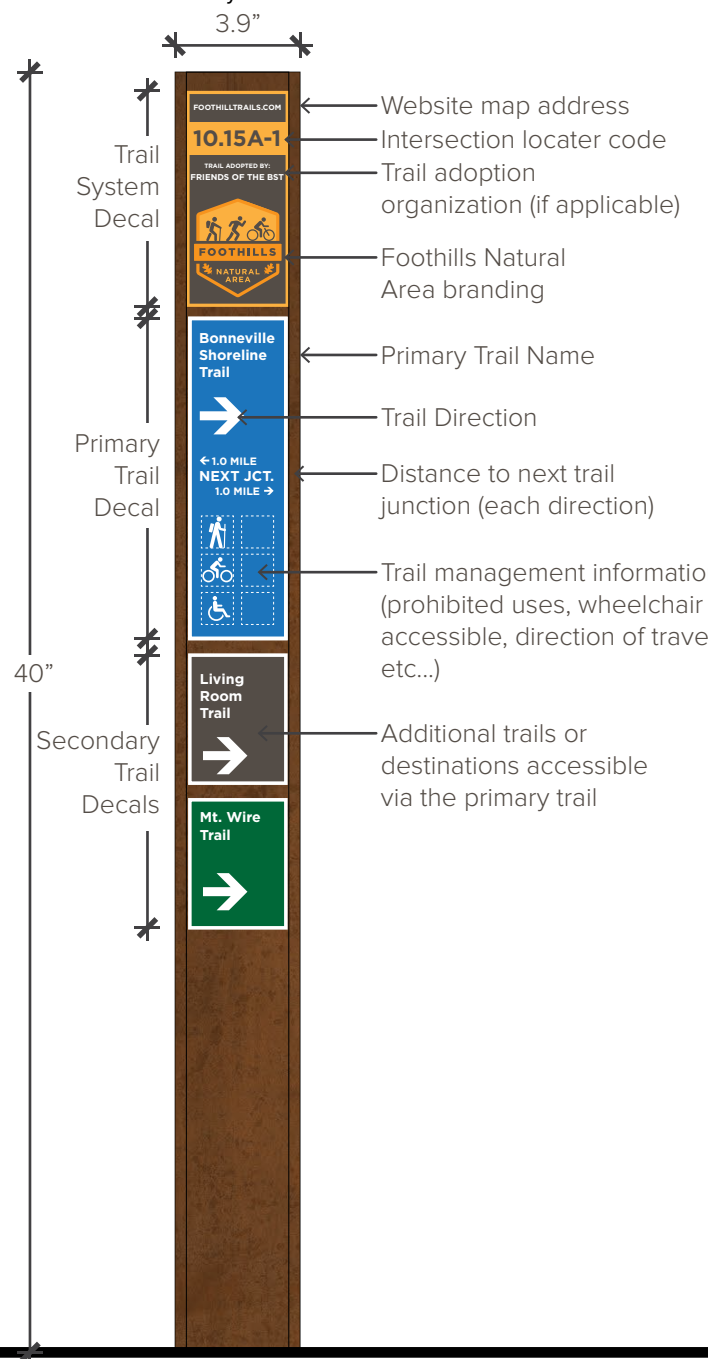 3.9”
FOOTHILLTRAILS.COM
10.15A-1
TRAIL ADOPTED BY:
FRIENDS OF THE BST
FOOTHILLS
NATURAL
AREA
Trail
System
Decal
Website map address
Intersection locater code
Trail adoption
organization (if applicable)
Foothills Natural
Area branding
Bonneville
Shoreline
Trail
←1.0 MILE
NEXT JCT.
1.0 MILE→
Primary
Trail
Decal
Primary Trail Name
Trail Direction
Distance to next trail
junction (each direction)
Trail management informatio
(prohibited uses, wheelchair
accessible, direction of trave
etc...)
40”
Living
Room
Trail
Secondary
Trail
Decals
Additional trails or
destinations accessible
via the primary trail
Mt. Wire
Trail